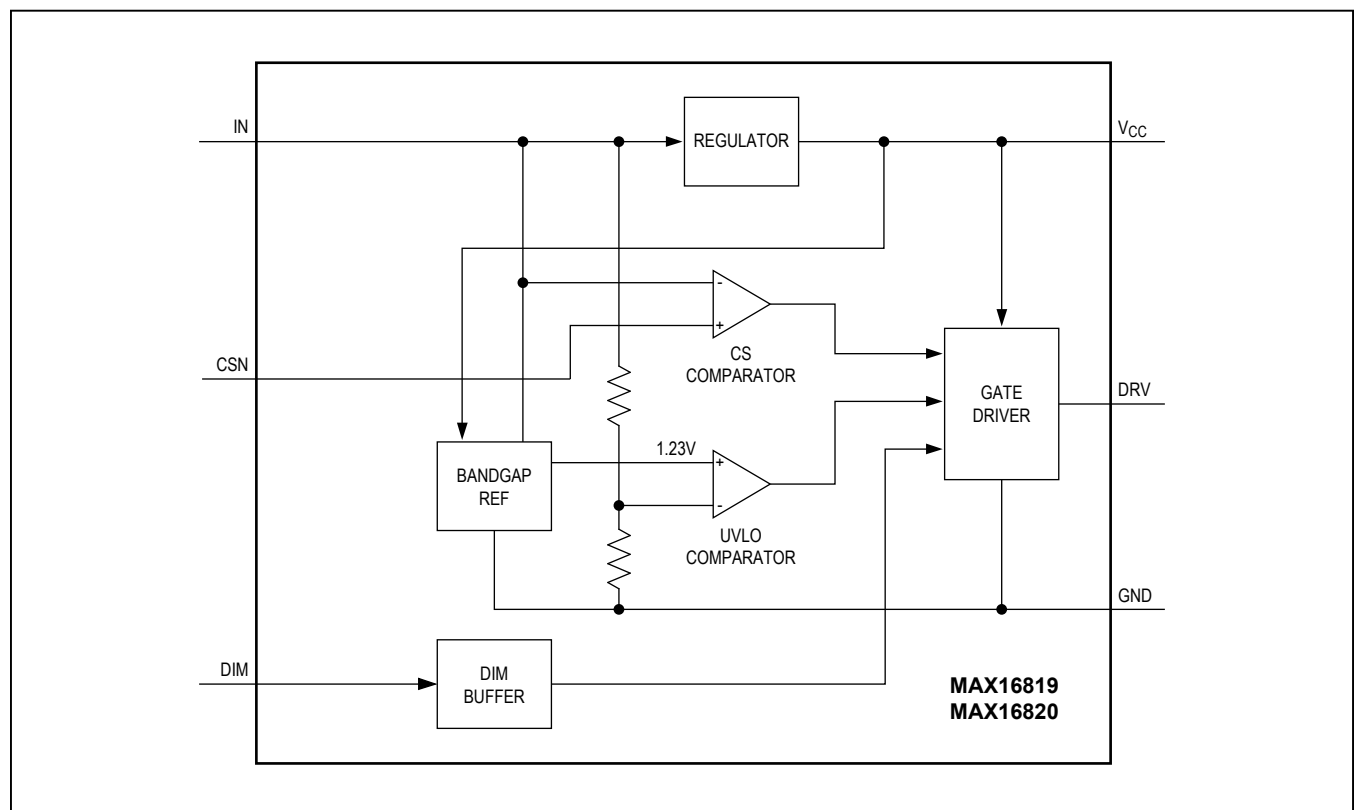 IN
REGULATOR
VCC
-
+
CS
COMPARATOR
CSN
GATE
DRIVER
DRV
BANDGAP
REF
1.23V
+
-
UVLO
COMPARATOR
GND
DIM
DIM
BUFFER
MAX16819
MAX16820